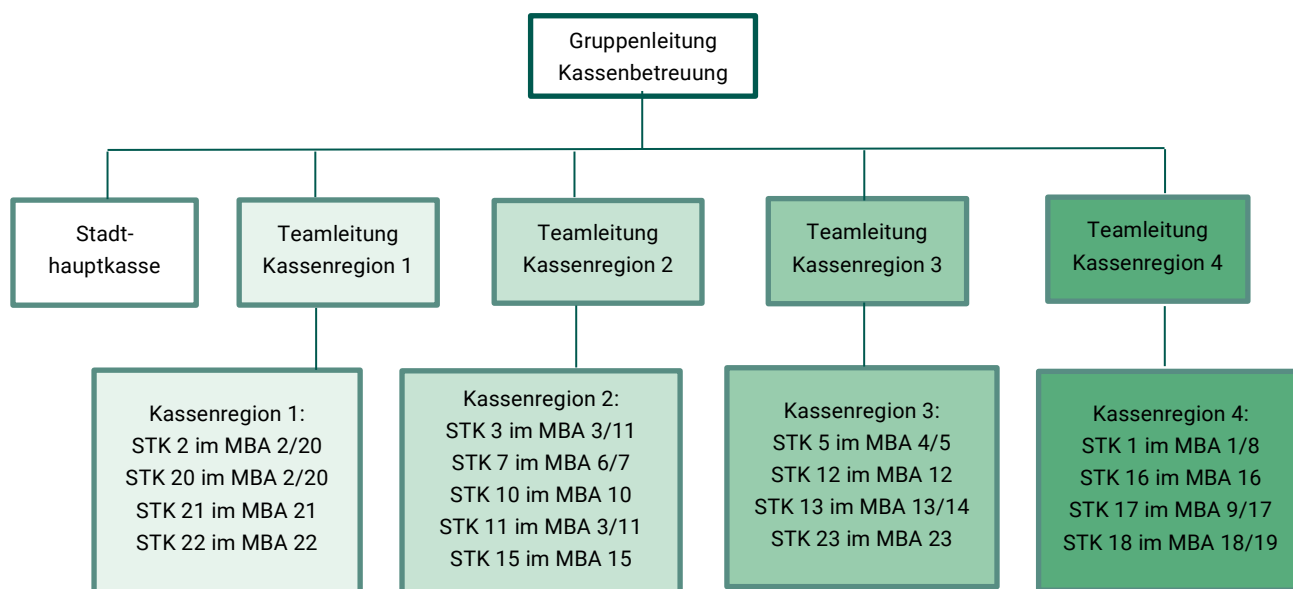 Gruppenleitung
Kassenbetreuung
Stadt-
hauptkasse
Teamleitung
Kassenregion 1
Teamleitung
Kassenregion 2
Teamleitung
Kassenregion 3
Teamleitung
Kassenregion 4
Kassenregion 1:
STK 2 im MBA 2/20
STK 20 im MBA 2/20
STK 21 im MBA 21
STK 22 im MBA 22
Kassenregion 2:
STK 3 im MBA 3/11
STK 7 im MBA 6/7
STK 10 im MBA 10
STK 11 im MBA 3/11
STK 15 im MBA 15
Kassenregion 3:
STK 5 im MBA 4/5
STK 12 im MBA 12
STK 13 im MBA 13/14
STK 23 im MBA 23
Kassenregion 4:
STK 1 im MBA 1/8
STK 16 im MBA 16
STK 17 im MBA 9/17
STK 18 im MBA 18/19